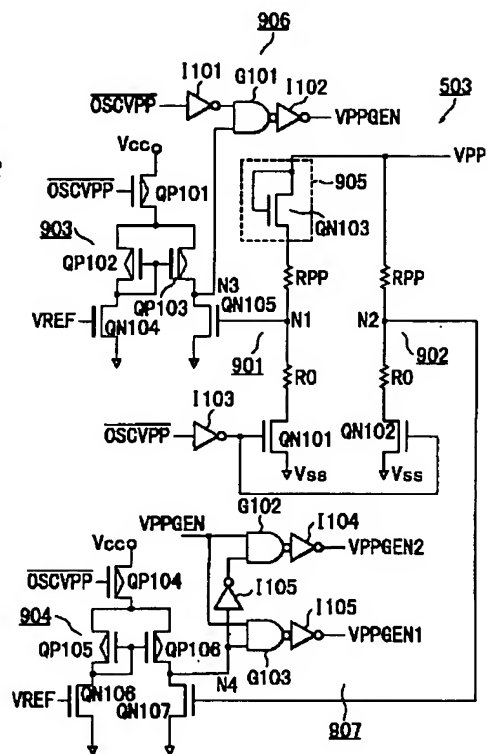 906
I101
G101
I102
OSCVPP
VPPGEN
503
VCC
VPP
905
OSCVPP
QP101
QN103
903
QP102
QP103
N3
QN105
RPP
RPP
VREF
QN104
N1
N2
901
902
R0
R0
I103
OSCVPP
QN101
QN102
VSS
VSS
G102
I104
VPPGEN
VPPGEN2
VCC
OSCVPP
QP104
I105
I105
904
VPPGEN1
QP105
QP106
G103
N4
VREF
QN106
QN107
907